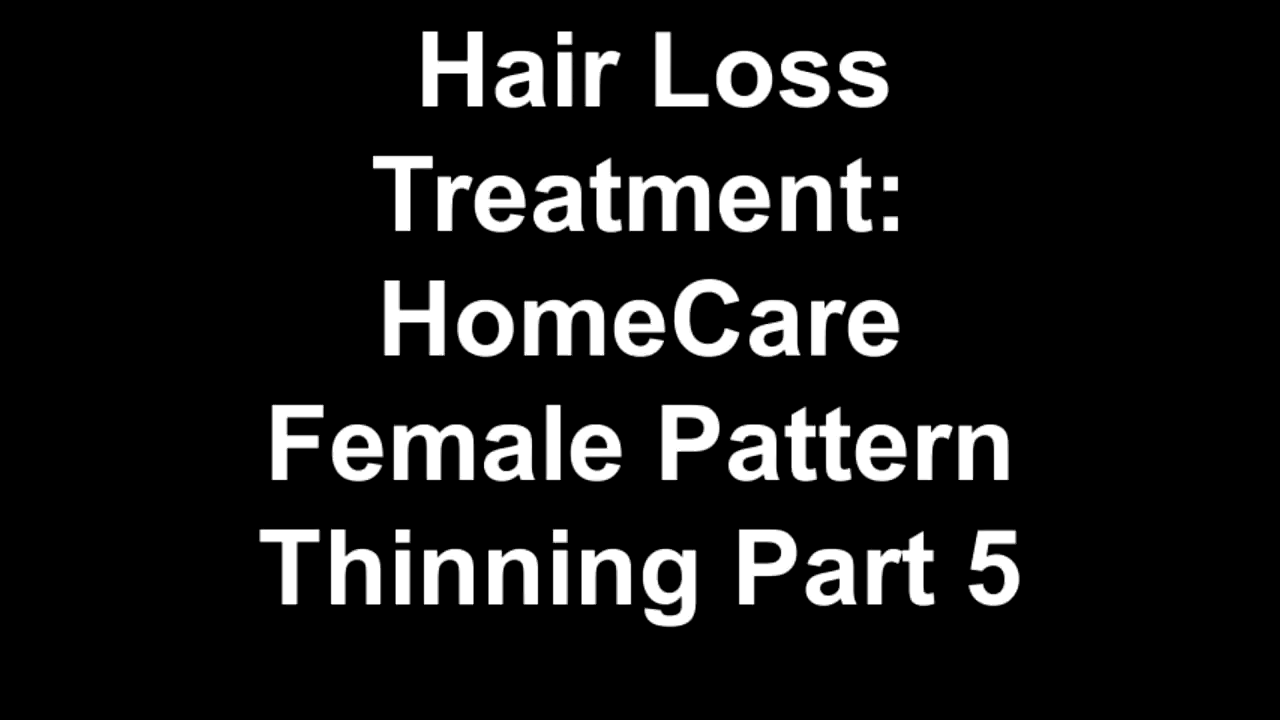 Hair Loss
Treatment:
HomeCare
Female Pattern
Thinning Part 5